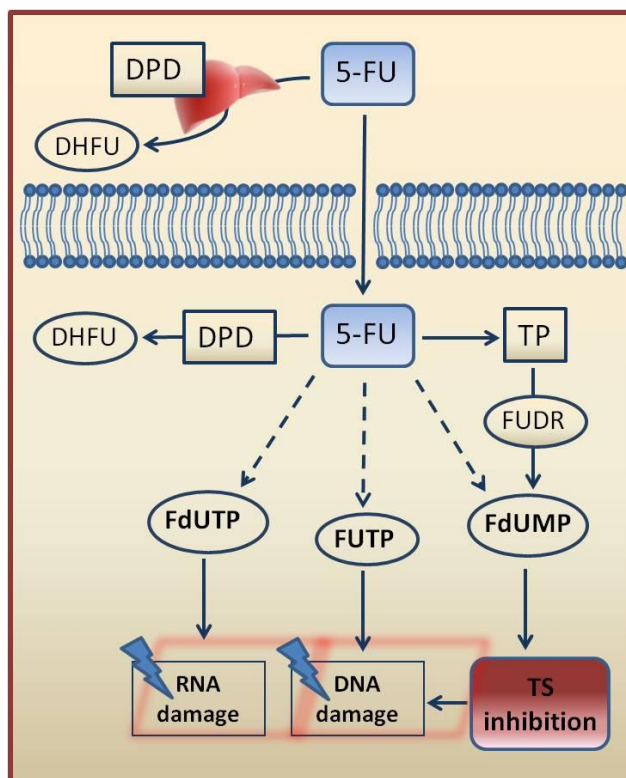 DPD
5-FU
DHFU
DHFU
DPD
5-FU
TP
FUDR
FdUTP
FUTP
FdUMP
RNA
damage
DNA
damage
TS
inhibition